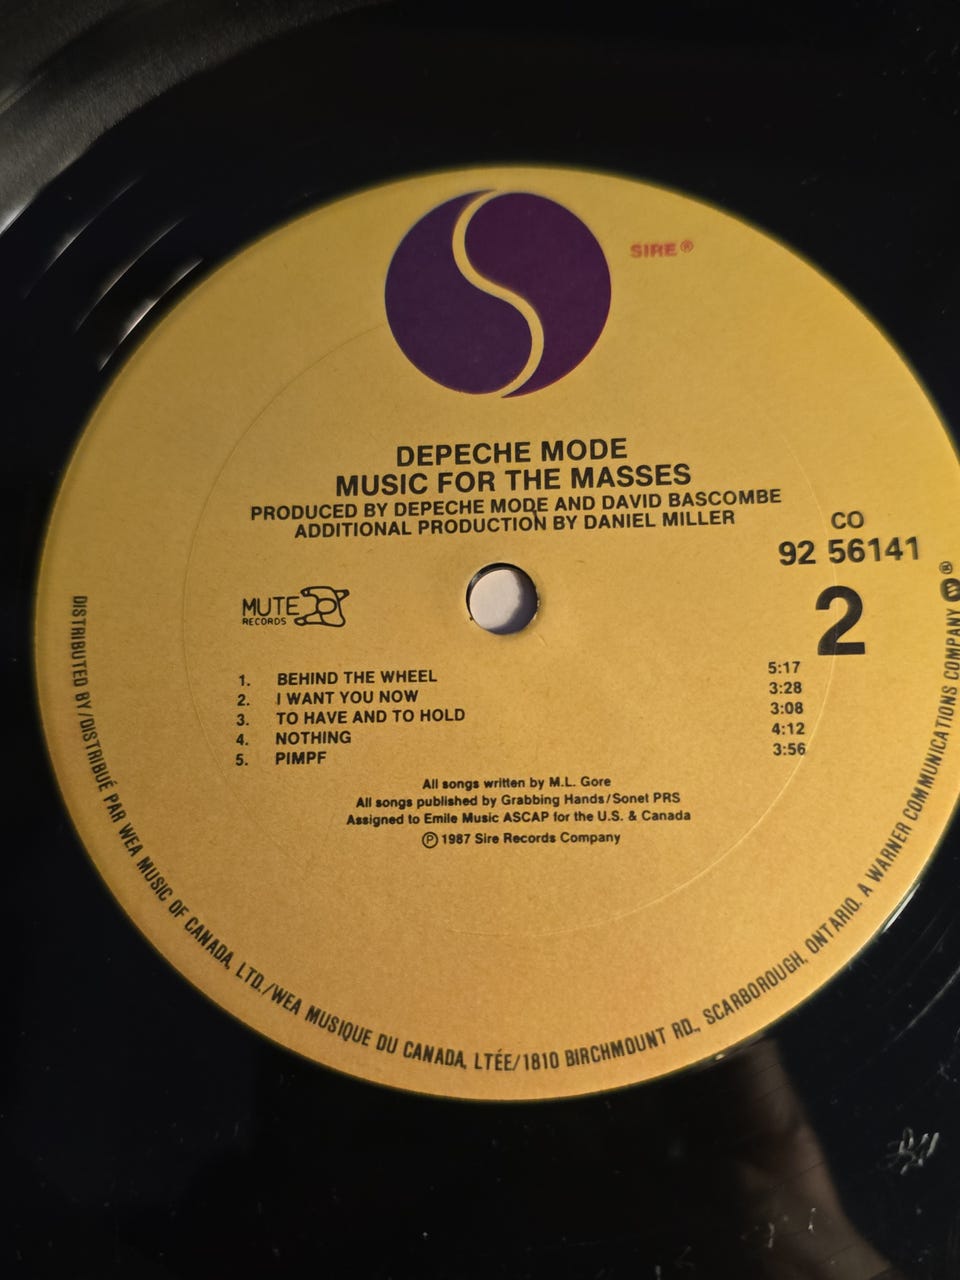 SIRE®
DEPECHE MODE
MUSIC FOR THE MASSES
PRODUCED BY DEPECHE MODE AND DAVID BASCOMBE
ADDITIONAL PRODUCTION BY DANIEL MILLER
CO
92 56141
2
MUTE
RECORDS
1. BEHIND THE WHEEL 5:17
2. I WANT YOU NOW 3:28
3. TO HAVE AND TO HOLD 3:08
4. NOTHING 4:12
5. PIMPF 3:56
All songs written by M.L. Gore
All songs published by Grabbing Hands/Sonet PRS
Assigned to Emile Music ASCAP for the U.S. & Canada
℗ 1987 Sire Records Company
DISTRIBUTED BY/DISTRIBUÉ PAR WEA MUSIC OF CANADA, LTD./WEA MUSIQUE DU CANADA, LTÉE/1810 BIRCHMOUNT RD., SCARBOROUGH, ONTARIO. A WARNER COMMUNICATIONS COMPANY ®